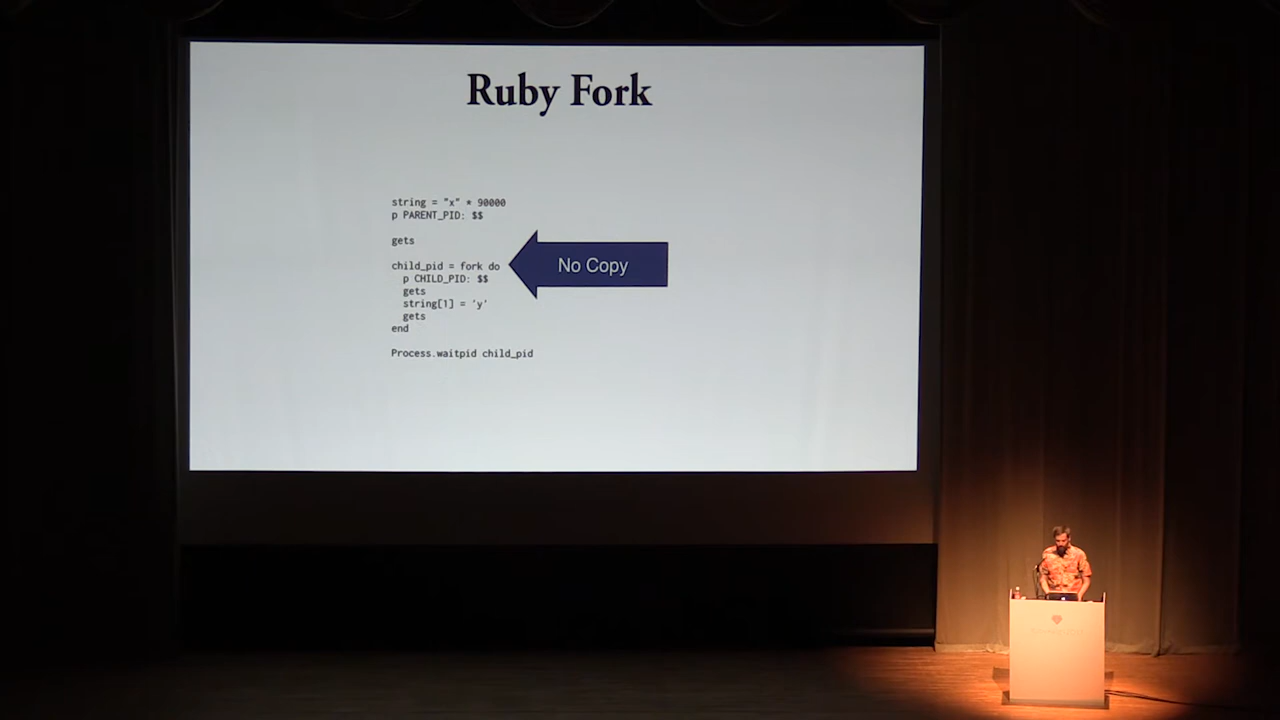 Ruby Fork
string = "x" * 90000
p PARENT_PID: $$
gets
child_pid = fork do
p CHILD_PID: $$
gets
string[1] = 'y'
gets
end
Process.waitpid child_pid
No Copy